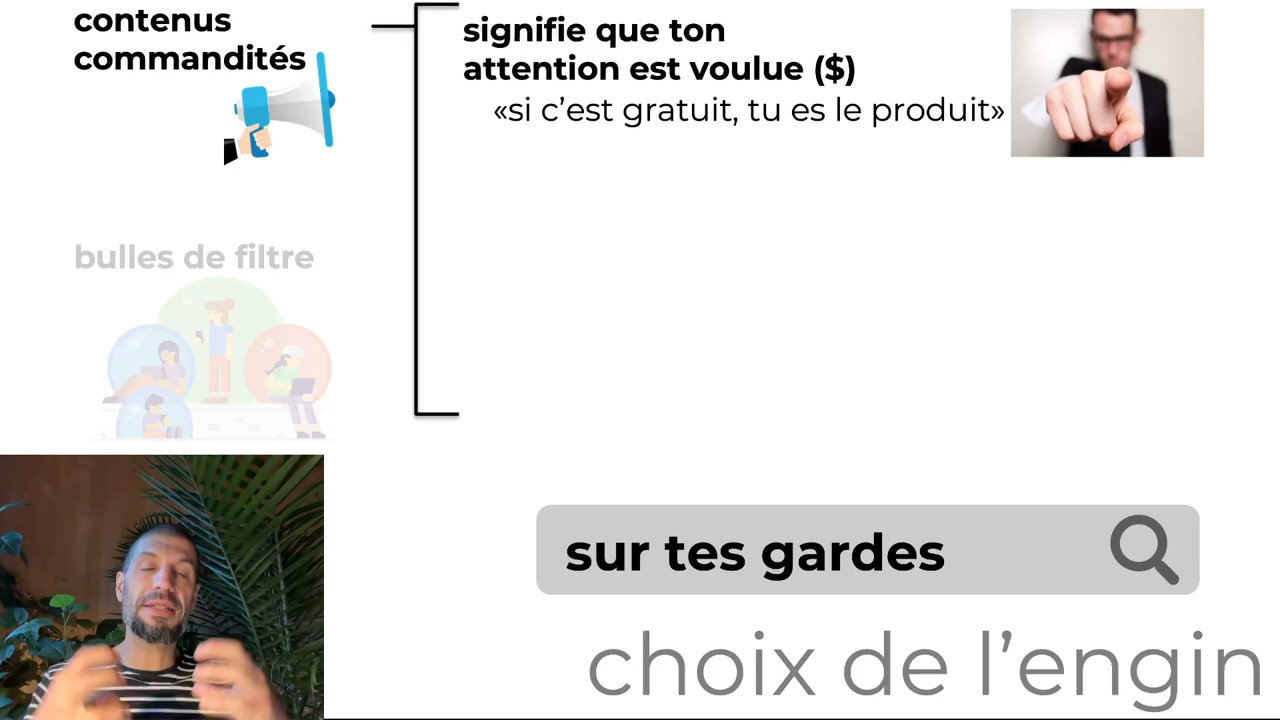 contenus
commandités
signifie que ton
attention est voulue ($)
«si c’est gratuit, tu es le produit»
bulles de filtre
sur tes gardes
choix de l’engin